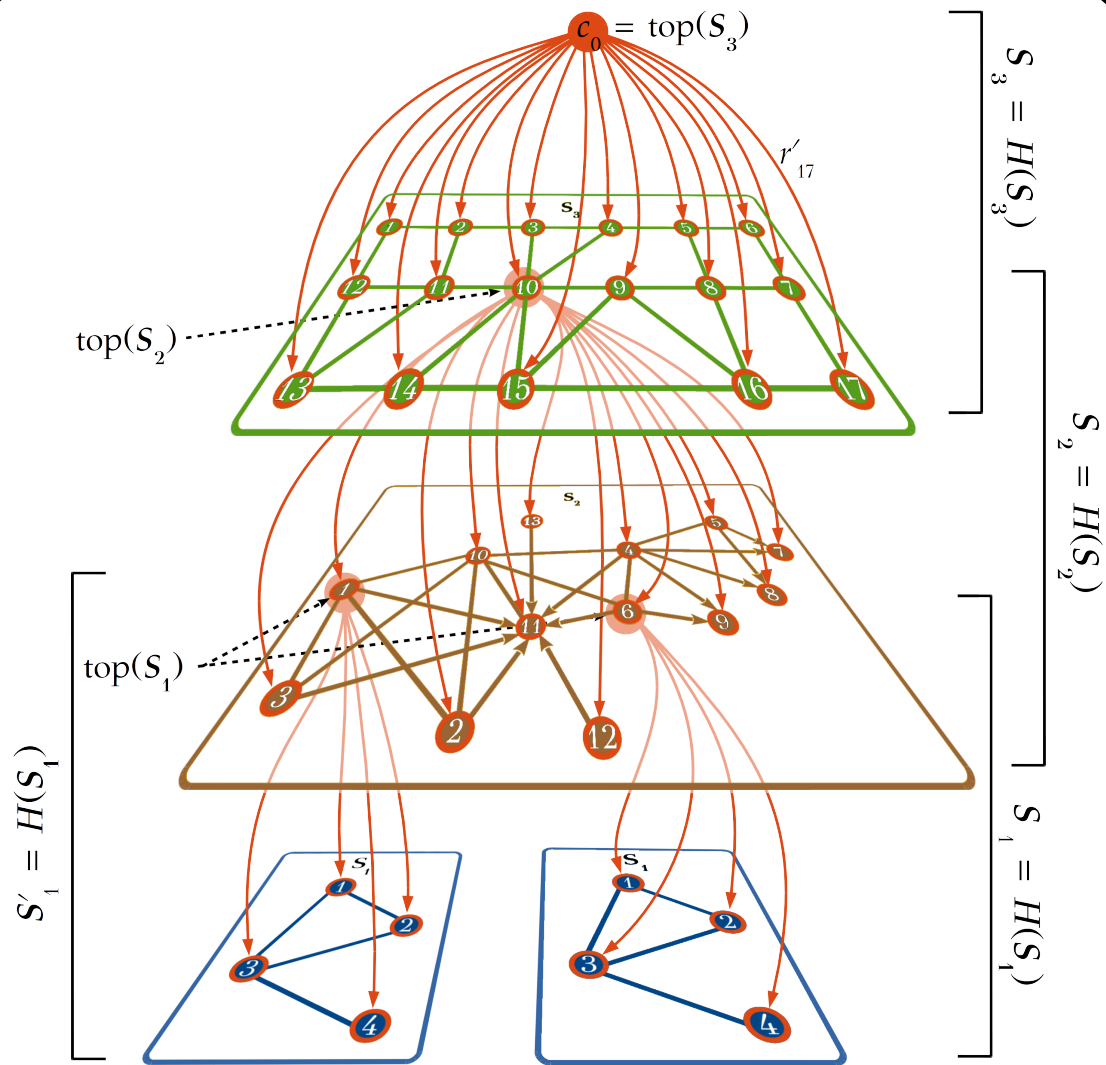 c₀ = top(S₃)
S₃ = H(S₃)
r′₁₇
S₃
1 2 3 4 5 6
12 11 10 9 8 7
top(S₂)
13 14 15 16 17
S₂ = H(S₂)
S₂
13 5
10 4 7
1 8
6 9
11
top(S₁)
3
2 12
S′₁ = H(S₁)
S₁ = H(S₁)
S₁
1
2
3
4
S₁
1
2
3
4